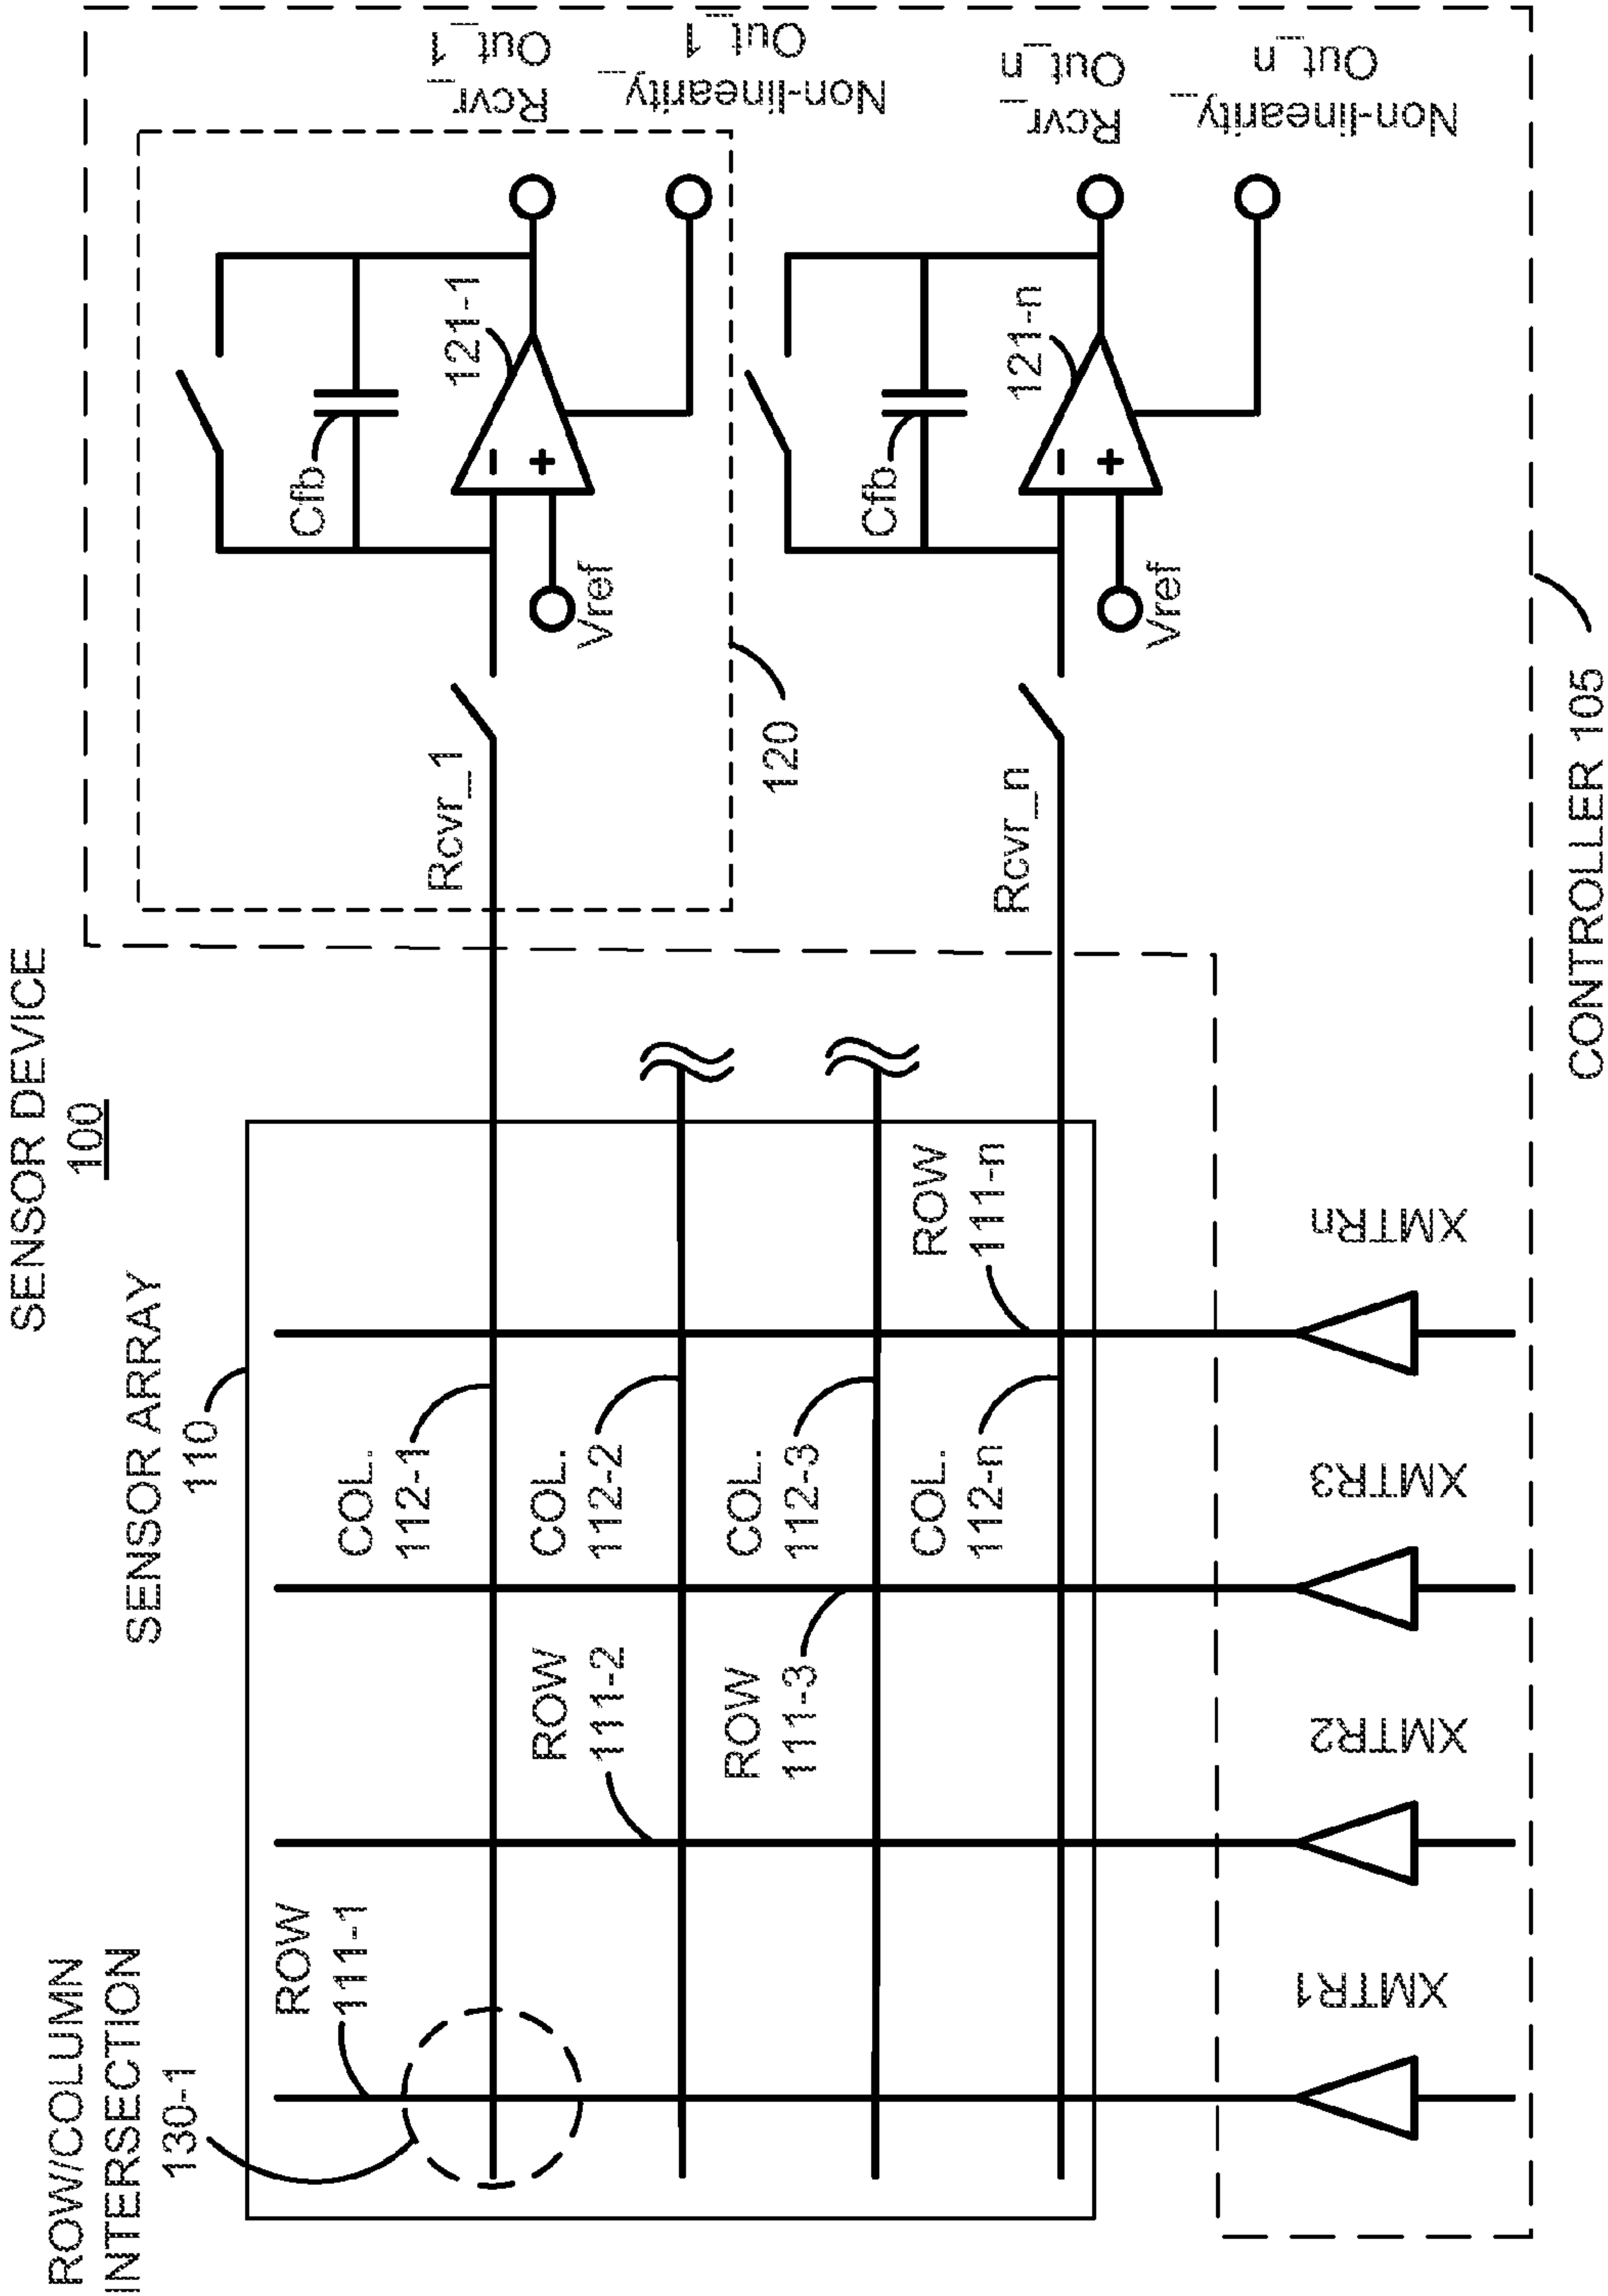 SENSOR DEVICE
100
SENSOR ARRAY
110
ROW/COLUMN
INTERSECTION
130-1
ROW
111-1
ROW
111-2
ROW
111-3
ROW
111-n
COL.
112-1
COL.
112-2
COL.
112-3
COL.
112-n
XMTR1
XMTR2
XMTR3
XMTRn
Rcvr_1
Cfb
121-1
−
+
Vref
120
Rcvr_
Out_1
Non-linearity_
Out_1
Rcvr_n
Cfb
121-n
−
+
Vref
Rcvr_
Out_n
Non-linearity_
Out_n
CONTROLLER 105